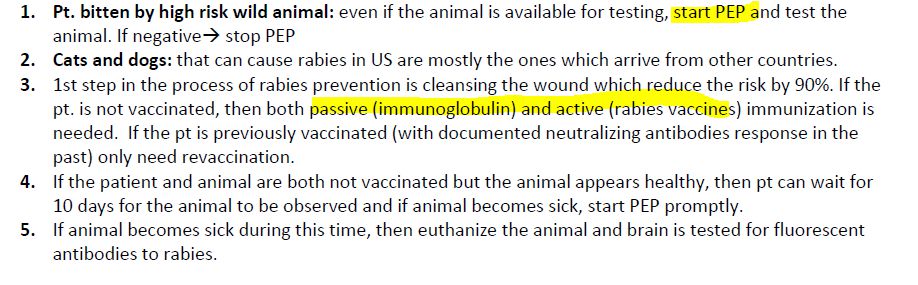 1. Pt. bitten by high risk wild animal: even if the animal is available for testing, start PEP and test the
animal. If negative→ stop PEP
2. Cats and dogs: that can cause rabies in US are mostly the ones which arrive from other countries.
3. 1st step in the process of rabies prevention is cleansing the wound which reduce the risk by 90%. If the
pt. is not vaccinated, then both passive (immunoglobulin) and active (rabies vaccines) immunization is
needed.  If the pt is previously vaccinated (with documented neutralizing antibodies response in the
past) only need revaccination.
4. If the patient and animal are both not vaccinated but the animal appears healthy, then pt can wait for
10 days for the animal to be observed and if animal becomes sick, start PEP promptly.
5. If animal becomes sick during this time, then euthanize the animal and brain is tested for fluorescent
antibodies to rabies.